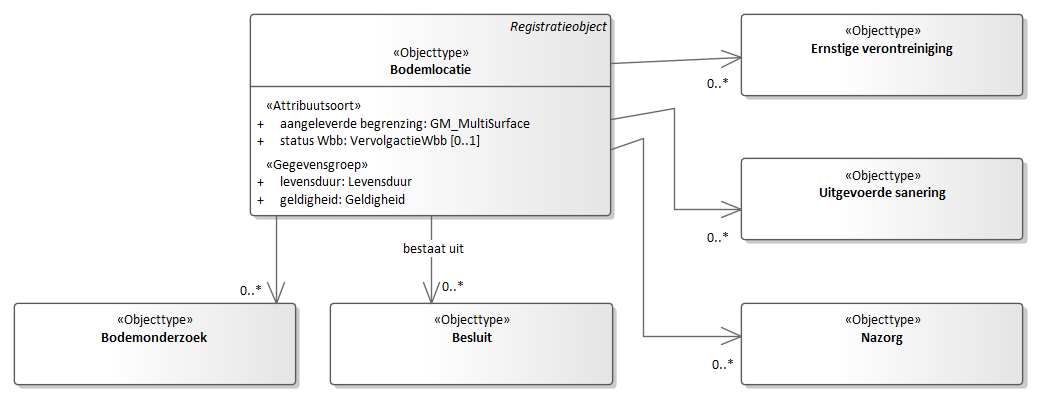 Registratieobject
«Objecttype»
Bodemlocatie
«Attribuutsoort»
+ aangeleverde begrenzing: GM_MultiSurface
+ status Wbb: VervolgactieWbb [0..1]
«Gegevensgroep»
+ levensduur: Levensduur
+ geldigheid: Geldigheid
«Objecttype»
Ernstige verontreiniging
0..*
«Objecttype»
Uitgevoerde sanering
0..*
bestaat uit
0..*
0..*
«Objecttype»
Bodemonderzoek
«Objecttype»
Besluit
«Objecttype»
Nazorg
0..*